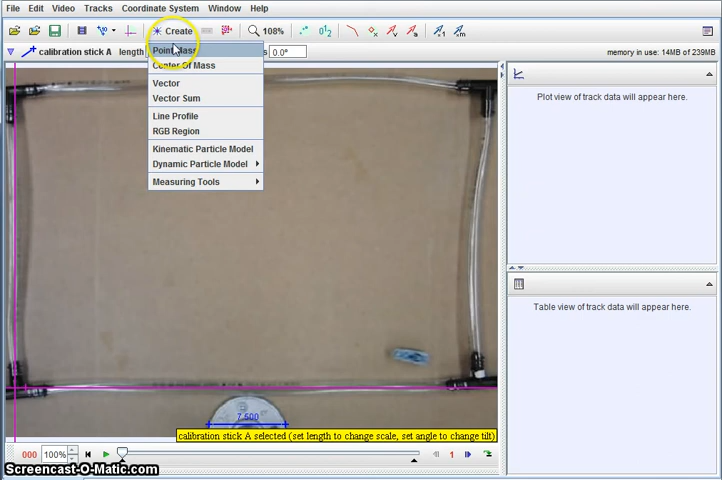 File Edit Video Tracks Coordinate System Window Help
Create 108%
calibration stick A length 0.0° memory in use: 14MB of 239MB
Point Mass
Center Of Mass
Vector
Vector Sum
Line Profile
RGB Region
Kinematic Particle Model
Dynamic Particle Model
Measuring Tools
Plot view of track data will appear here.
Table view of track data will appear here.
7.500
calibration stick A selected (set length to change scale, set angle to change tilt)
000 100% 1
Screencast-O-Matic.com